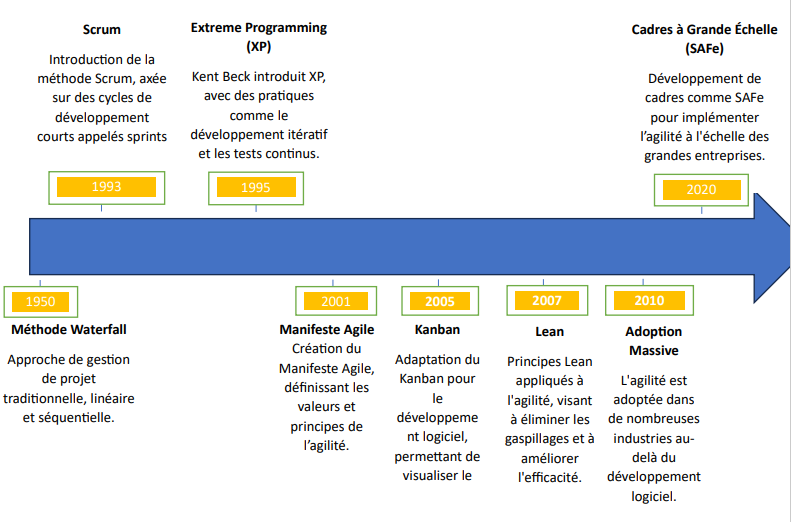 Scrum
Introduction de la
méthode Scrum, axée
sur des cycles de
développement
courts appelés sprints
1993
Extreme Programming
(XP)
Kent Beck introduit XP,
avec des pratiques
comme le
développement itératif
et les tests continus.
1995
Cadres à Grande Échelle
(SAFe)
Développement de
cadres comme SAFe
pour implémenter
l’agilité à l'échelle des
grandes entreprises.
2020
1950
Méthode Waterfall
Approche de gestion
de projet
traditionnelle, linéaire
et séquentielle.
2001
Manifeste Agile
Création du
Manifeste Agile,
définissant les
valeurs et
principes de
l’agilité.
2005
Kanban
Adaptation du
Kanban pour
le
développeme
nt logiciel,
permettant de
visualiser le
2007
Lean
Principes Lean
appliqués à
l'agilité, visant
à éliminer les
gaspillages et à
améliorer
l'efficacité.
2010
Adoption
Massive
L'agilité est
adoptée dans
de nombreuses
industries au-
delà du
développement
logiciel.